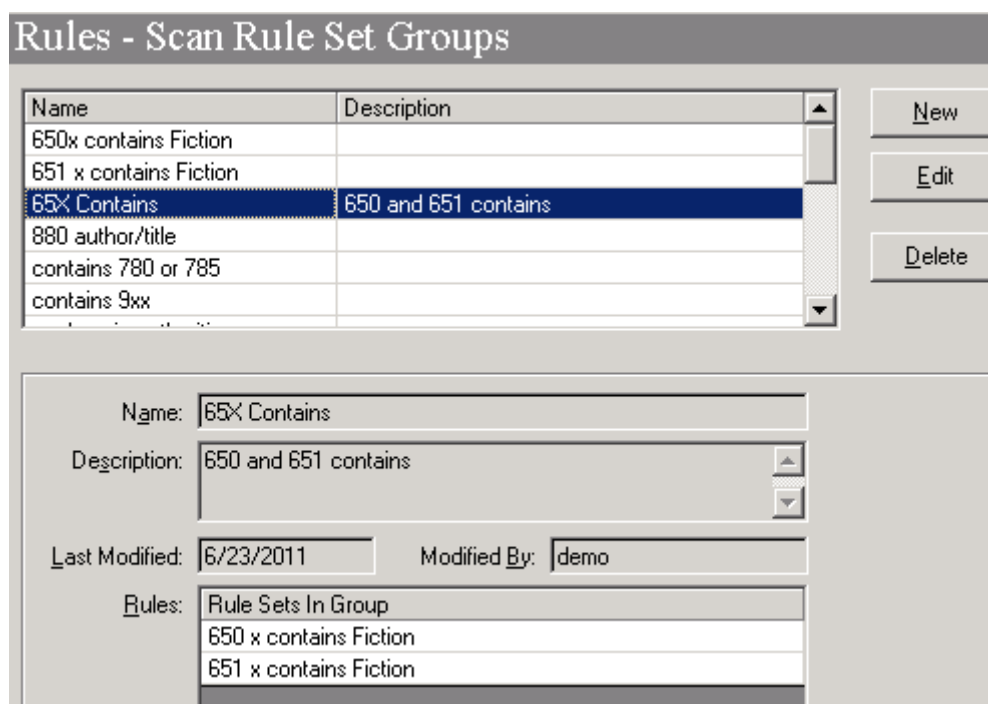 Rules - Scan Rule Set Groups
Name Description
New
650x contains Fiction
651 x contains Fiction
Edit
65X Contains 650 and 651 contains
880 author/title
Delete
contains 780 or 785
contains 9xx
Name: 65X Contains
Description: 650 and 651 contains
Last Modified: 6/23/2011 Modified By: demo
Rules: Rule Sets In Group
650 x contains Fiction
651 x contains Fiction